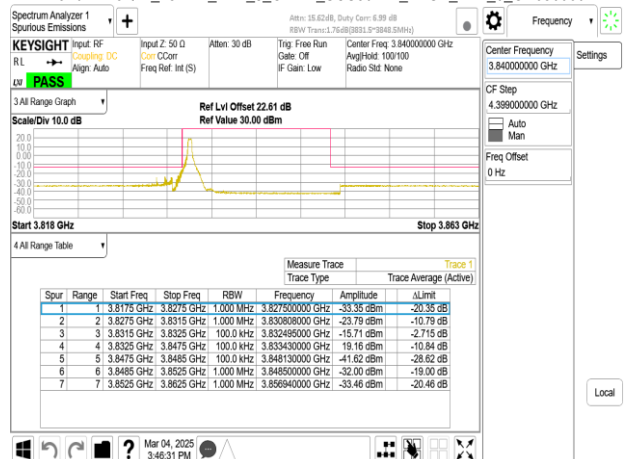 Spectrum Analyzer 1
Spurious Emissions
Attn: 15.62dB, Duty Corr: 6.99 dB
RBW Trans:1.76dB(3831.5~3848.5MHz)
Frequency
KEYSIGHT Input: RF Input Z: 50 Ω Atten: 30 dB Trig: Free Run Center Freq: 3.840000000 GHz
RL Coupling: DC Corr CCorr Gate: Off Avg|Hold: 100/100
Align: Auto Freq Ref: Int (S) IF Gain: Low Radio Std: None
LXI PASS
3 All Range Graph
Ref Lvl Offset 22.61 dB
Scale/Div 10.0 dB Ref Value 30.00 dBm
20.0
10.0
0.00
-10.0
-20.0
-30.0
-40.0
-50.0
-60.0
Start 3.818 GHz Stop 3.863 GHz
4 All Range Table
Measure Trace Trace 1
Trace Type Trace Average (Active)
Spur Range Start Freq Stop Freq RBW Frequency Amplitude ΔLimit
1 1 3.8175 GHz 3.8275 GHz 1.000 MHz 3.827500000 GHz -33.35 dBm -20.35 dB
2 2 3.8275 GHz 3.8315 GHz 1.000 MHz 3.830808000 GHz -23.79 dBm -10.79 dB
3 3 3.8315 GHz 3.8325 GHz 100.0 kHz 3.832495000 GHz -15.71 dBm -2.715 dB
4 4 3.8325 GHz 3.8475 GHz 100.0 kHz 3.833430000 GHz 19.16 dBm -10.84 dB
5 5 3.8475 GHz 3.8485 GHz 100.0 kHz 3.848130000 GHz -41.62 dBm -28.62 dB
6 6 3.8485 GHz 3.8525 GHz 1.000 MHz 3.848500000 GHz -32.00 dBm -19.00 dB
7 7 3.8525 GHz 3.8625 GHz 1.000 MHz 3.856940000 GHz -33.46 dBm -20.46 dB
Mar 04, 2025
3:46:31 PM
Center Frequency
3.840000000 GHz
Settings
CF Step
4.399000000 GHz
Auto
Man
Freq Offset
0 Hz
Local